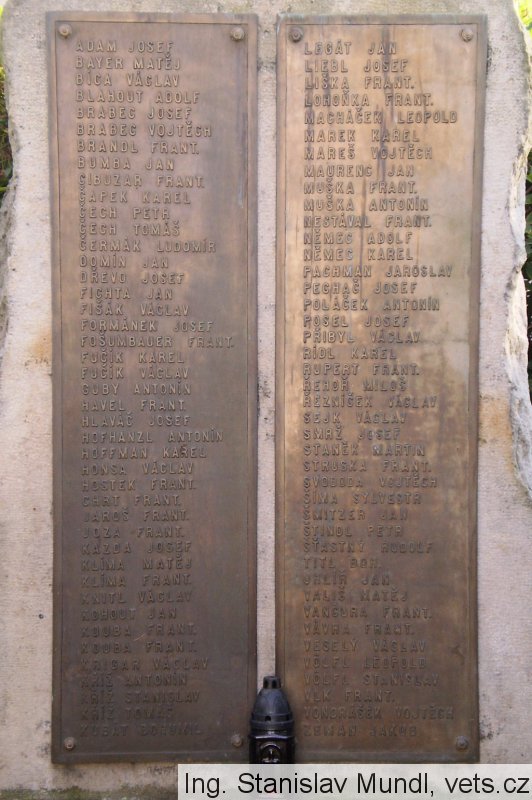 ADAM JOSEF
BAYER MATĚJ
BÍCA VÁCLAV
BLAHOUT ADOLF
BRABEC JOSEF
BRABEC VOJTĚCH
BRANDL FRANT.
BUMBA JAN
CIBUZAR FRANT.
ČAPEK KAREL
ČECH PETR
ČECH TOMÁŠ
ČERMÁK LUDOMÍR
DOMÍN JAN
DŘEVO JOSEF
FICHTA JAN
FIŠÁK VÁCLAV
FORMÁNEK JOSEF
FOŠUMBAUER FRANT.
FUČÍK KAREL
FUČÍK VÁCLAV
GUBY ANTONÍN
HAVEL FRANT.
HLAVÁČ JOSEF
HOFHANZL ANTONÍN
HOFFMAN KAREL
HONSA VÁCLAV
HOSTEK FRANT.
CHRT FRANT.
JAROŠ FRANT.
JOZA FRANT.
KAZDA JOSEF
KLÍMA MATĚJ
KLÍMA FRANT.
KNITL VÁCLAV
KOHOUT JAN
KOUBA FRANT.
KOUBA FRANT.
KRIGAR VÁCLAV
KŘÍŽ ANTONÍN
KŘÍŽ STANISLAV
KŘÍŽ TOMÁŠ
KUBÁT BOHUMIL
LEGÁT JAN
LIEBL JOSEF
LIŠKA FRANT.
LOHOŇKA FRANT.
MACHÁČEK LEOPOLD
MAREK KAREL
MAREŠ VOJTĚCH
MAURENC JAN
MUŠKA FRANT.
MUŠKA ANTONÍN
NESTÁVAL FRANT.
NĚMEC ADOLF
NĚMEC KAREL
PACHMAN JAROSLAV
PECHAČ JOSEF
POLÁČEK ANTONÍN
POSEL JOSEF
PŘIBYL VÁCLAV
RÍDL KAREL
RUPERT FRANT.
ŘEHOŘ MILOŠ
ŘEZNÍČEK VÁCLAV
SEJK VÁCLAV
SMRŽ JOSEF
STANĚK MARTIN
STRUSKA FRANT.
SVOBODA VOJTĚCH
ŠÍMA SYLVESTR
ŠMITZER JAN
ŠTINDL PETR
ŠŤASTNÝ RUDOLF
TITL BOH.
UHLÍŘ JAN
VALIŠ MATĚJ
VANČURA FRANT.
VÁVRA FRANT.
VESELÝ VÁCLAV
VOLFL LEOPOLD
VOLFL STANISLAV
VLK FRANT.
VONDRÁŠEK VOJTĚCH
ZEMAN JAKUB
Ing. Stanislav Mundl, vets.cz